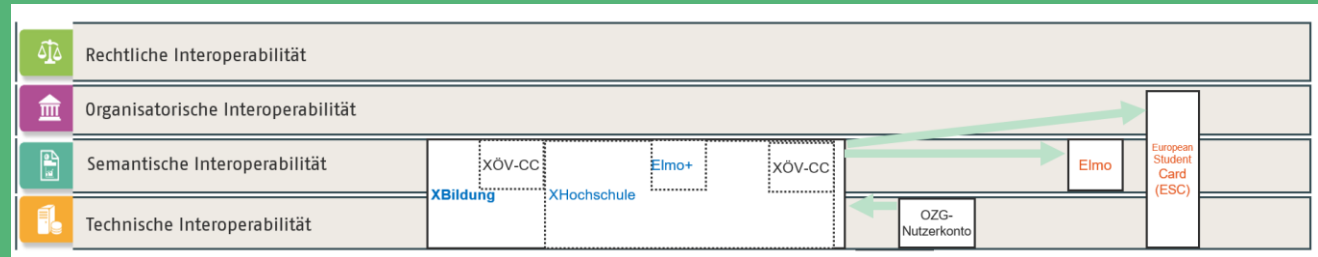 Rechtliche Interoperabilität
Organisatorische Interoperabilität
Semantische Interoperabilität
Technische Interoperabilität
XÖV-CC
Elmo+
XÖV-CC
XBildung
XHochschule
Elmo
European
Student
Card
(ESC)
OZG-
Nutzerkonto